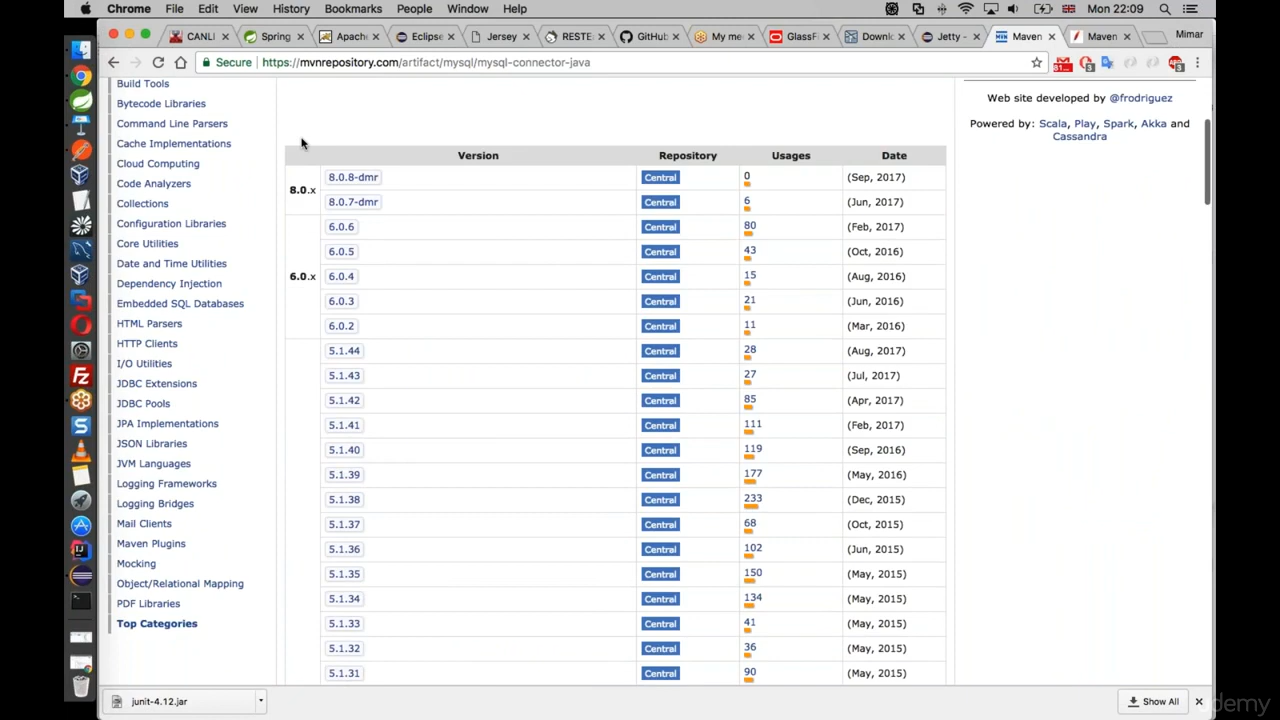 Chrome File Edit View History Bookmarks People Window Help Mon 22:09
CANLI Spring Apach Eclips Jersey RESTE GitHub My me GlassF Downl Jetty - Maven Maven Mimar
Secure https://mvnrepository.com/artifact/mysql/mysql-connector-java
Build Tools
Bytecode Libraries
Command Line Parsers
Cache Implementations
Cloud Computing
Code Analyzers
Collections
Configuration Libraries
Core Utilities
Date and Time Utilities
Dependency Injection
Embedded SQL Databases
HTML Parsers
HTTP Clients
I/O Utilities
JDBC Extensions
JDBC Pools
JPA Implementations
JSON Libraries
JVM Languages
Logging Frameworks
Logging Bridges
Mail Clients
Maven Plugins
Mocking
Object/Relational Mapping
PDF Libraries
Top Categories
Version Repository Usages Date
8.0.x
8.0.8-dmr Central 0 (Sep, 2017)
8.0.7-dmr Central 6 (Jun, 2017)
6.0.x
6.0.6 Central 80 (Feb, 2017)
6.0.5 Central 43 (Oct, 2016)
6.0.4 Central 15 (Aug, 2016)
6.0.3 Central 21 (Jun, 2016)
6.0.2 Central 11 (Mar, 2016)
5.1.44 Central 28 (Aug, 2017)
5.1.43 Central 27 (Jul, 2017)
5.1.42 Central 85 (Apr, 2017)
5.1.41 Central 111 (Feb, 2017)
5.1.40 Central 119 (Sep, 2016)
5.1.39 Central 177 (May, 2016)
5.1.38 Central 233 (Dec, 2015)
5.1.37 Central 68 (Oct, 2015)
5.1.36 Central 102 (Jun, 2015)
5.1.35 Central 150 (May, 2015)
5.1.34 Central 134 (May, 2015)
5.1.33 Central 41 (May, 2015)
5.1.32 Central 36 (May, 2015)
5.1.31 Central 90 (May, 2015)
Web site developed by @frodriguez
Powered by: Scala, Play, Spark, Akka and
Cassandra
junit-4.12.jar
Show All